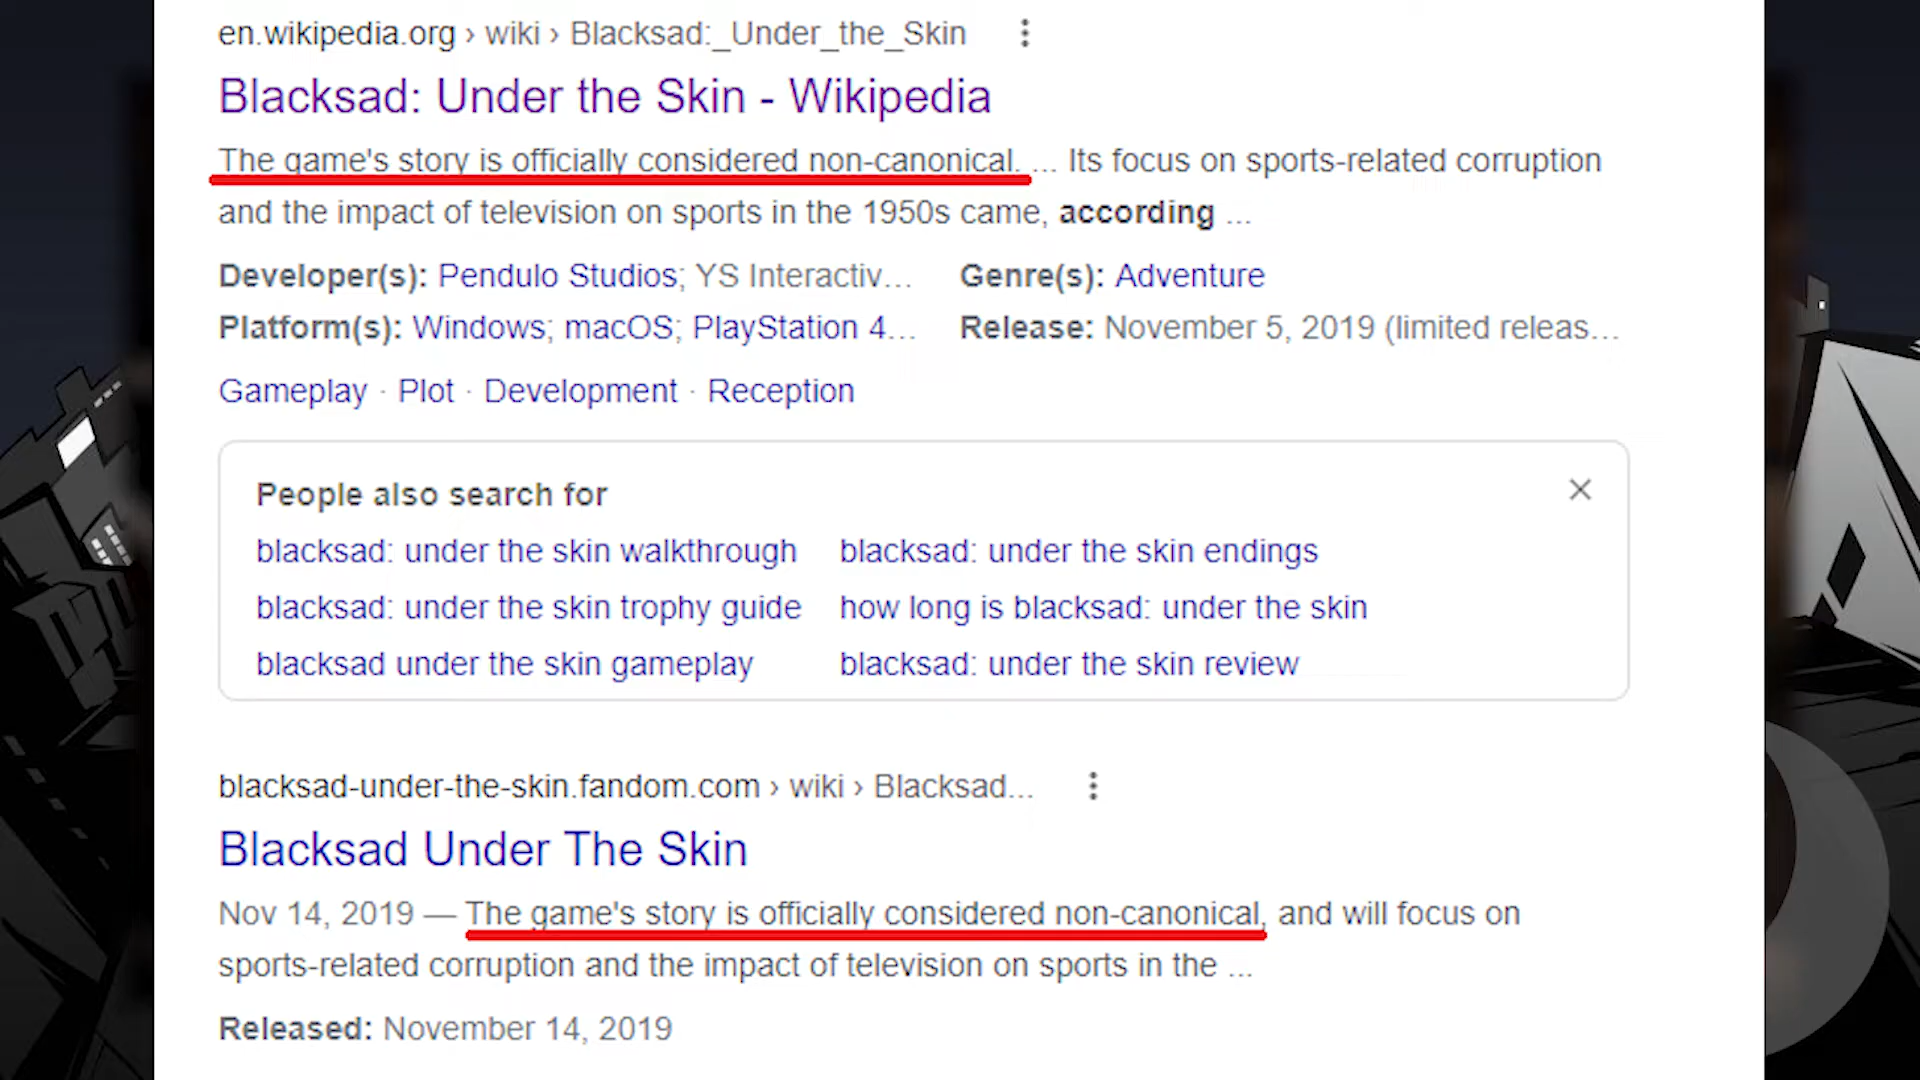 en.wikipedia.org › wiki › Blacksad:_Under_the_Skin
Blacksad: Under the Skin - Wikipedia
The game's story is officially considered non-canonical. ... Its focus on sports-related corruption
and the impact of television on sports in the 1950s came, according ...
Developer(s): Pendulo Studios; YS Interactiv... Genre(s): Adventure
Platform(s): Windows; macOS; PlayStation 4... Release: November 5, 2019 (limited releas...
Gameplay · Plot · Development · Reception
People also search for
blacksad: under the skin walkthrough blacksad: under the skin endings
blacksad: under the skin trophy guide how long is blacksad: under the skin
blacksad under the skin gameplay blacksad: under the skin review
blacksad-under-the-skin.fandom.com › wiki › Blacksad...
Blacksad Under The Skin
Nov 14, 2019 — The game's story is officially considered non-canonical, and will focus on
sports-related corruption and the impact of television on sports in the ...
Released: November 14, 2019